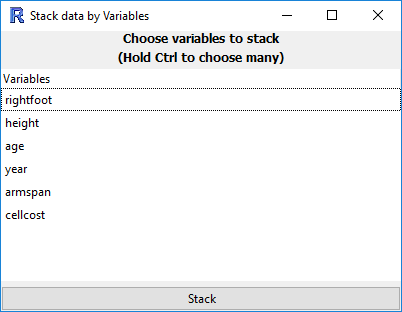 Stack data by Variables
Choose variables to stack
(Hold Ctrl to choose many)
Variables
rightfoot
height
age
year
armspan
cellcost
Stack